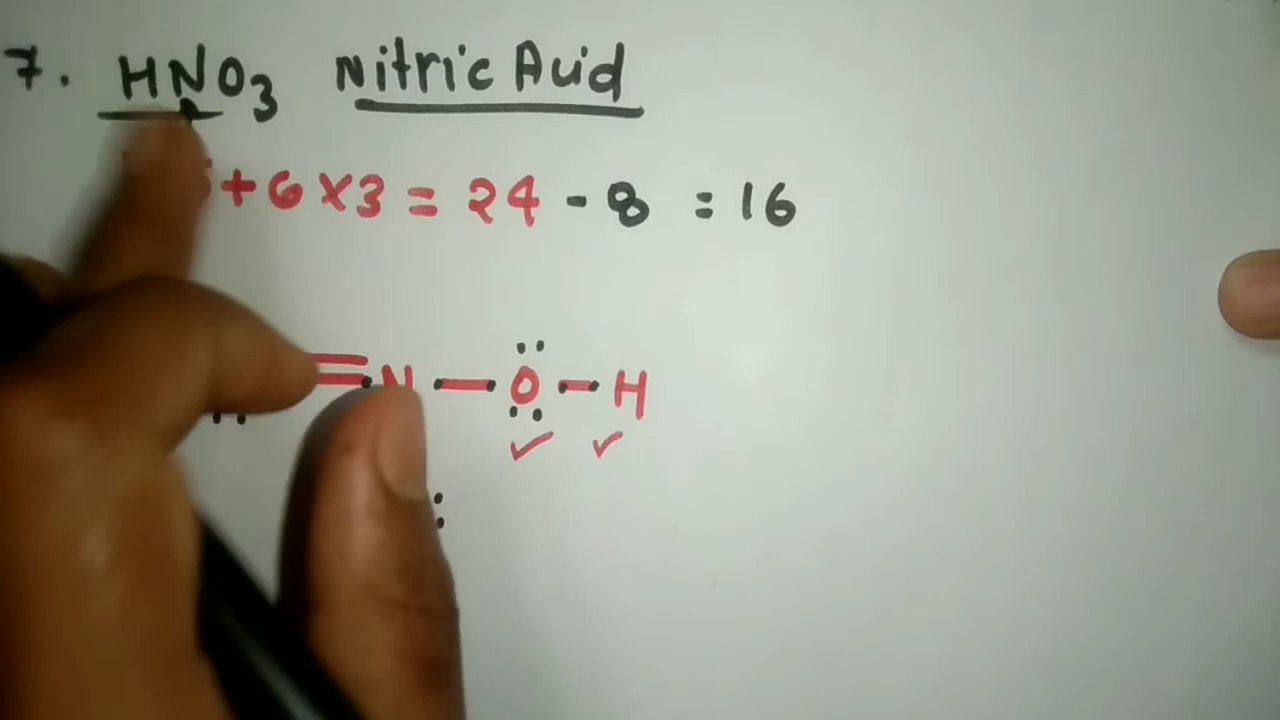 7. HNO3 Nitric Acid
+ 6 x 3 = 24 - 8 = 16
N - O - H